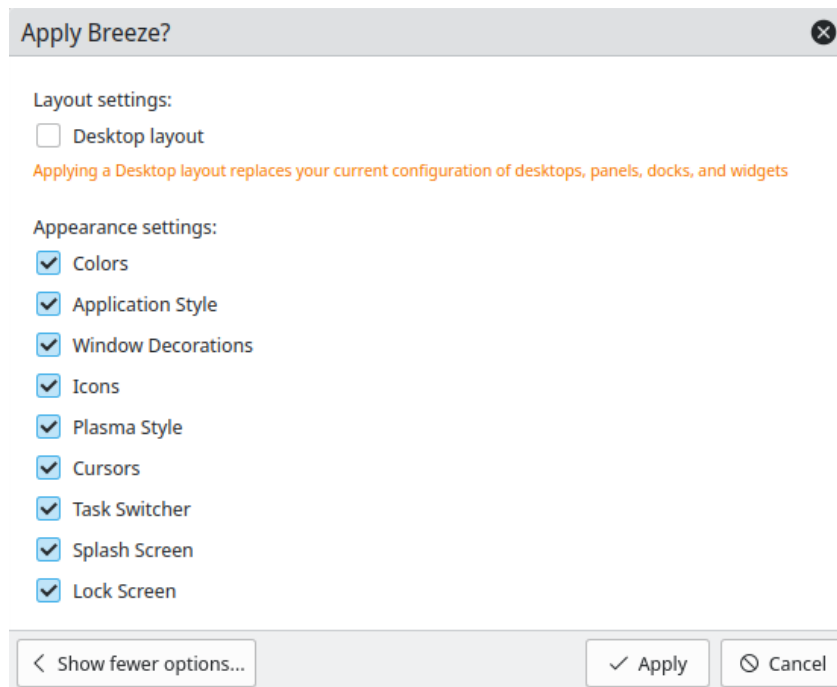 Apply Breeze?
Layout settings:
Desktop layout
Applying a Desktop layout replaces your current configuration of desktops, panels, docks, and widgets
Appearance settings:
Colors
Application Style
Window Decorations
Icons
Plasma Style
Cursors
Task Switcher
Splash Screen
Lock Screen
Show fewer options...
Apply
Cancel